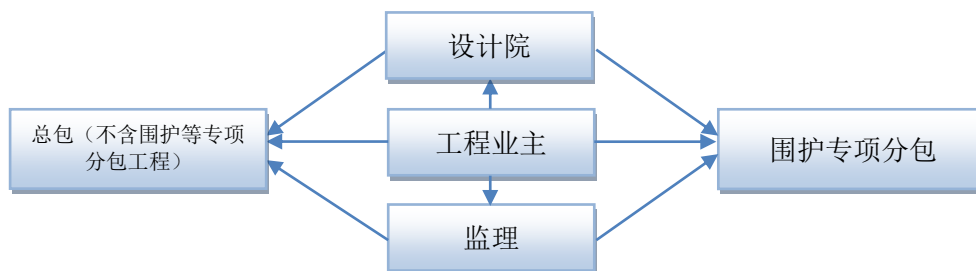 设计院
总包（不含围护等专项
分包工程）
工程业主
围护专项分包
监理